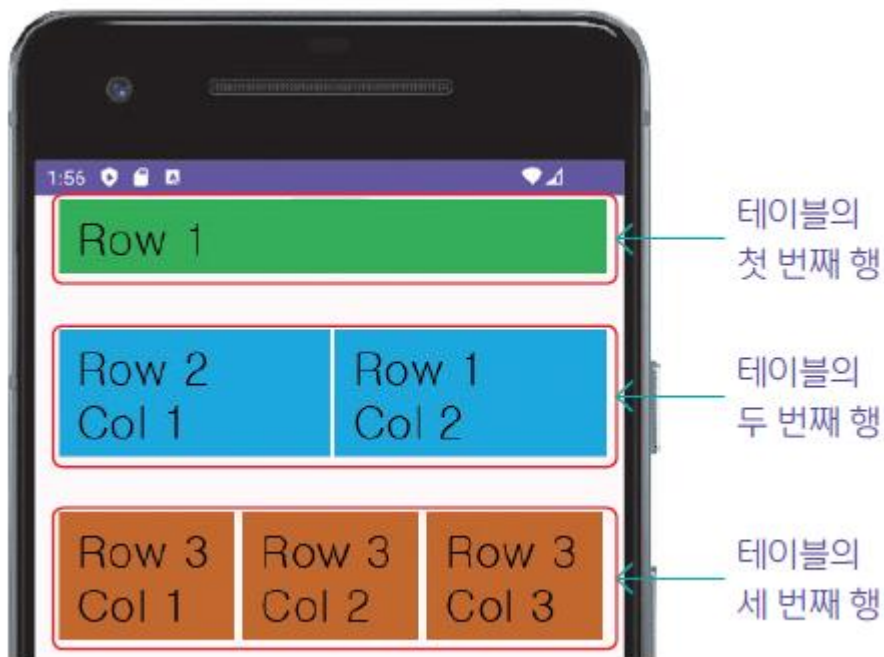 1:56
Row 1
테이블의
첫 번째 행
Row 2
Col 1
Row 1
Col 2
테이블의
두 번째 행
Row 3
Col 1
Row 3
Col 2
Row 3
Col 3
테이블의
세 번째 행